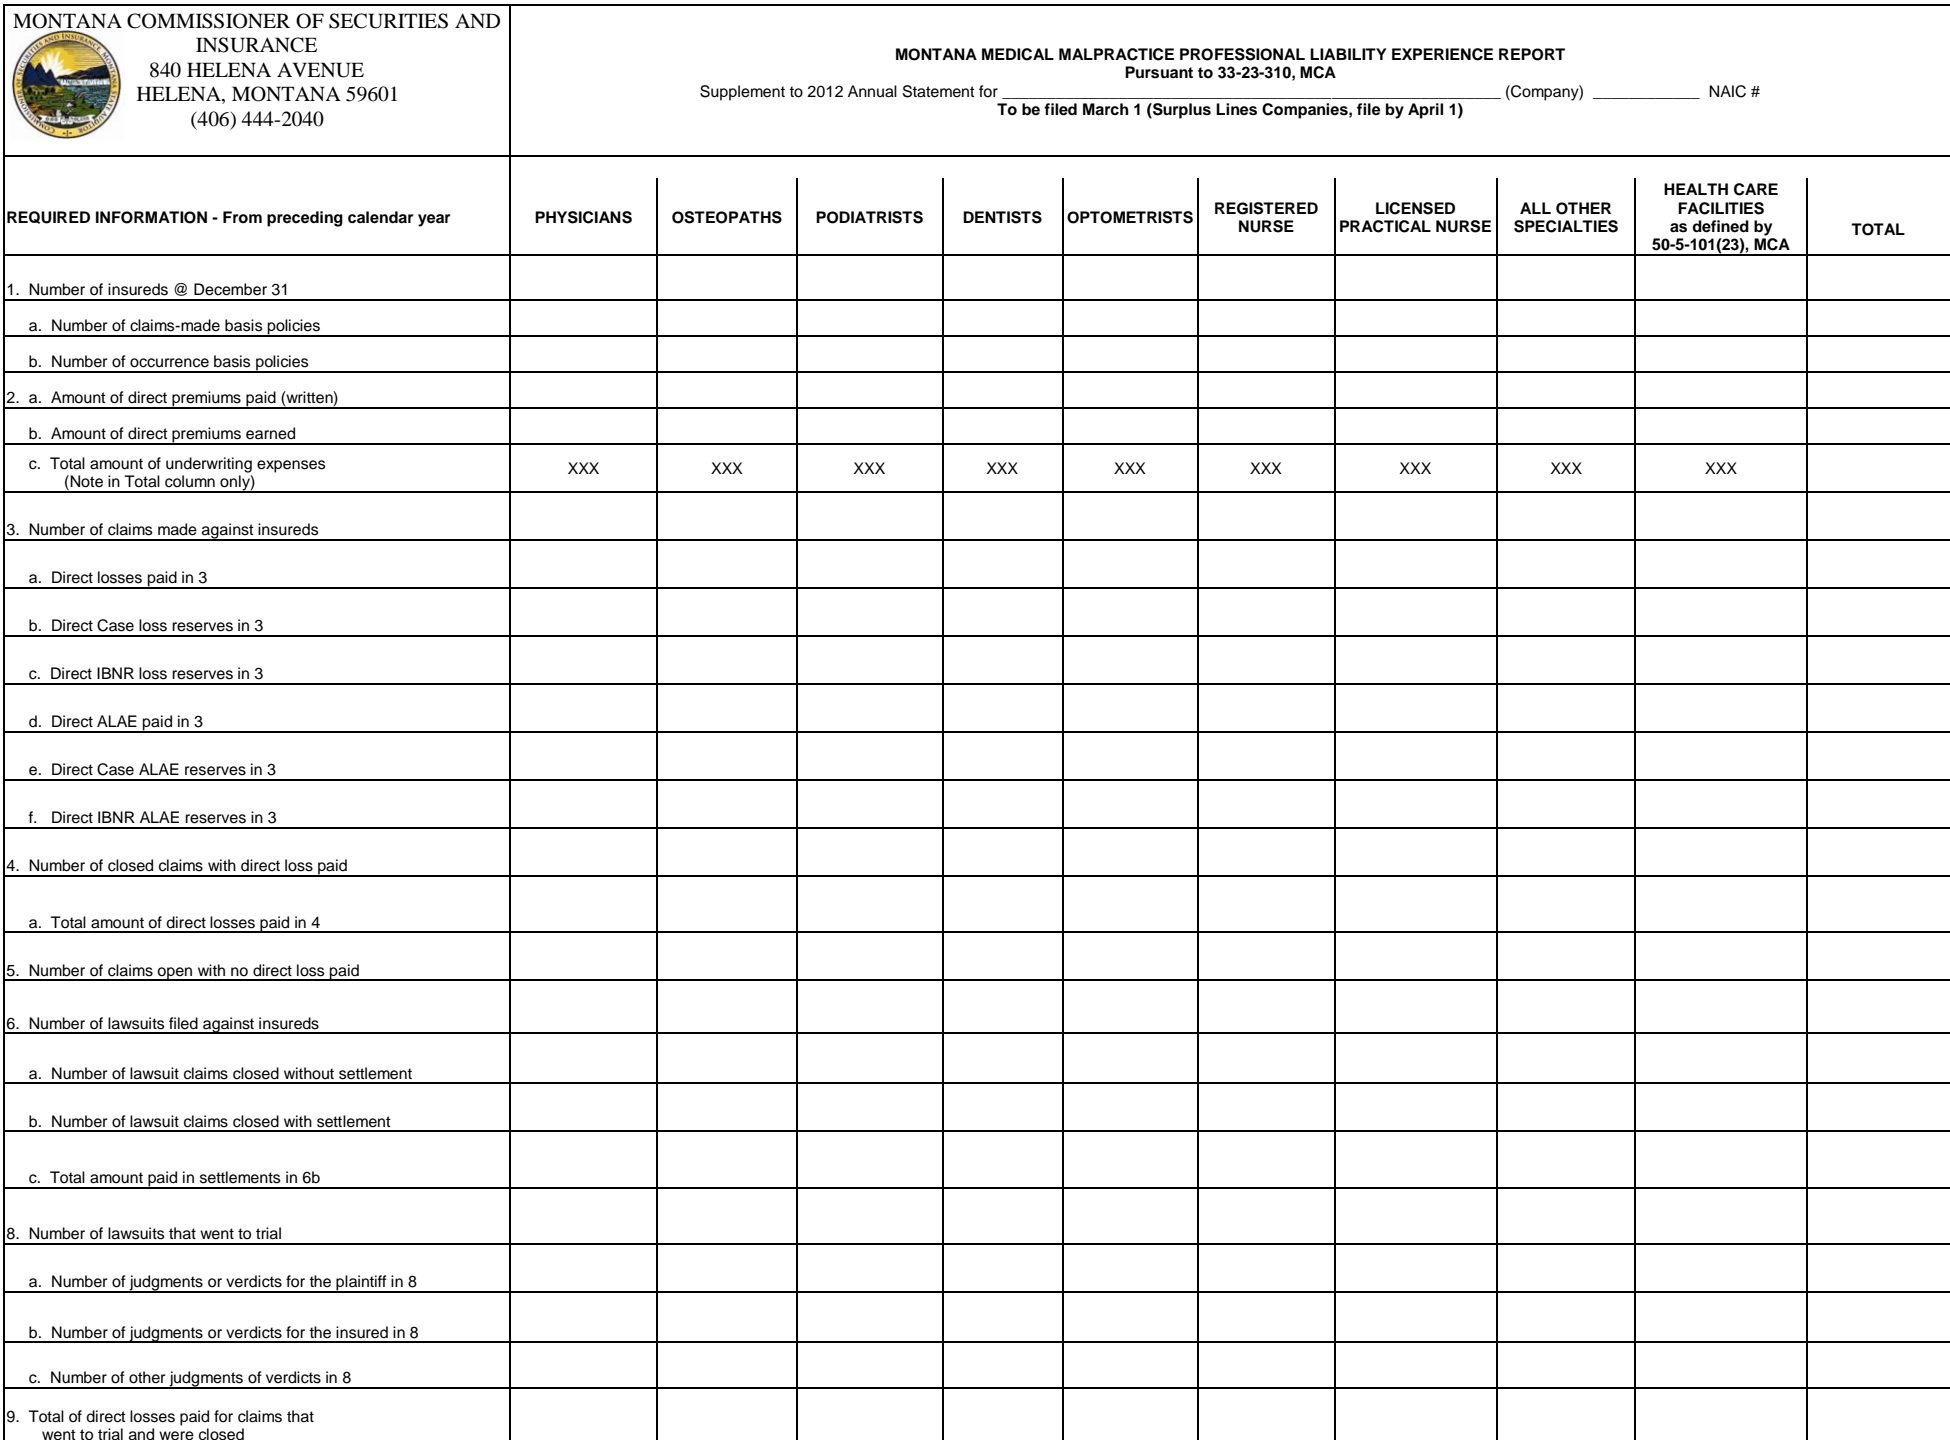 MONTANA COMMISSIONER OF SECURITIES AND
INSURANCE
840 HELENA AVENUE
HELENA, MONTANA 59601
(406) 444-2040
MONTANA MEDICAL MALPRACTICE PROFESSIONAL LIABILITY EXPERIENCE REPORT
Pursuant to 33-23-310, MCA
Supplement to 2012 Annual Statement for ________________________________________________________ (Company) ____________ NAIC #
To be filed March 1 (Surplus Lines Companies, file by April 1)
REQUIRED INFORMATION - From preceding calendar year
PHYSICIANS
OSTEOPATHS
PODIATRISTS
DENTISTS
OPTOMETRISTS
REGISTERED
NURSE
LICENSED
PRACTICAL NURSE
ALL OTHER
SPECIALTIES
HEALTH CARE
FACILITIES
as defined by
50-5-101(23), MCA
TOTAL
1. Number of insureds @ December 31
a. Number of claims-made basis policies
b. Number of occurrence basis policies
2. a. Amount of direct premiums paid (written)
b. Amount of direct premiums earned
c. Total amount of underwriting expenses
(Note in Total column only)
XXX XXX XXX XXX XXX XXX XXX XXX XXX
3. Number of claims made against insureds
a. Direct losses paid in 3
b. Direct Case loss reserves in 3
c. Direct IBNR loss reserves in 3
d. Direct ALAE paid in 3
e. Direct Case ALAE reserves in 3
f. Direct IBNR ALAE reserves in 3
4. Number of closed claims with direct loss paid
a. Total amount of direct losses paid in 4
5. Number of claims open with no direct loss paid
6. Number of lawsuits filed against insureds
a. Number of lawsuit claims closed without settlement
b. Number of lawsuit claims closed with settlement
c. Total amount paid in settlements in 6b
8. Number of lawsuits that went to trial
a. Number of judgments or verdicts for the plaintiff in 8
b. Number of judgments or verdicts for the insured in 8
c. Number of other judgments of verdicts in 8
9. Total of direct losses paid for claims that
went to trial and were closed